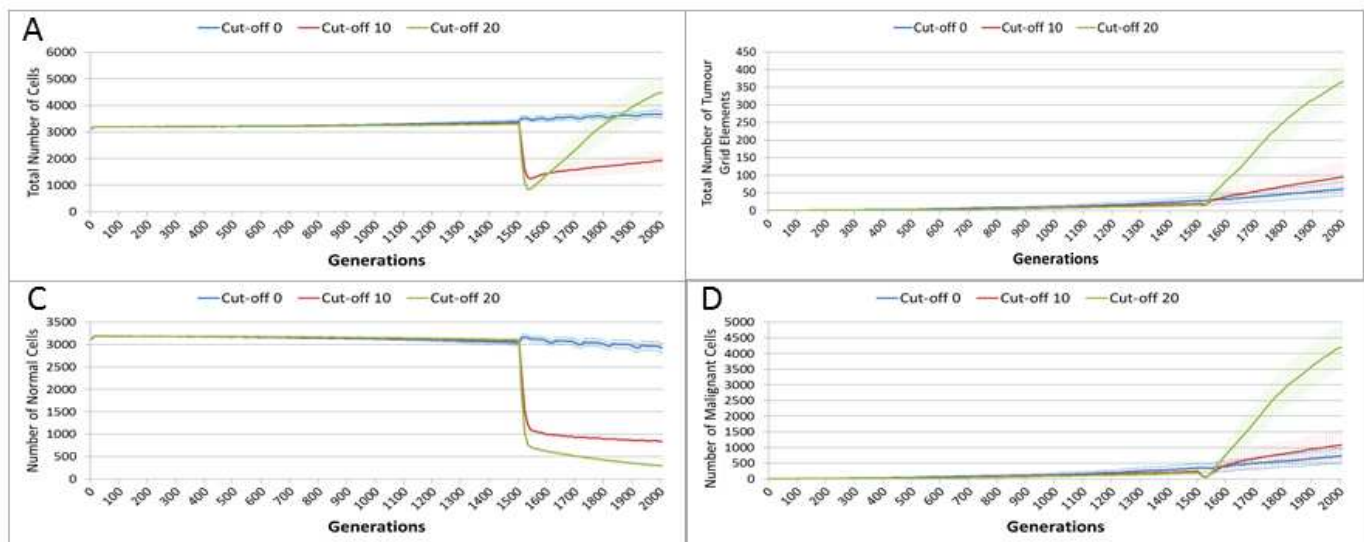 A
Cut-off 0 Cut-off 10 Cut-off 20
Total Number of Cells
6000
5000
4000
3000
2000
1000
0
0 100 200 300 400 500 600 700 800 900 1000 1100 1200 1300 1400 1500 1600 1700 1800 1900 2000
Generations
Cut-off 0 Cut-off 10 Cut-off 20
Total Number of Tumour
Grid Elements
450
400
350
300
250
200
150
100
50
0
0 100 200 300 400 500 600 700 800 900 1000 1100 1200 1300 1400 1500 1600 1700 1800 1900 2000
Generations
C
Cut-off 0 Cut-off 10 Cut-off 20
Number of Normal Cells
3500
3000
2500
2000
1500
1000
500
0
0 100 200 300 400 500 600 700 800 900 1000 1100 1200 1300 1400 1500 1600 1700 1800 1900 2000
Generations
D
Cut-off 0 Cut-off 10 Cut-off 20
Number of Malignant Cells
5000
4500
4000
3500
3000
2500
2000
1500
1000
500
0
0 100 200 300 400 500 600 700 800 900 1000 1100 1200 1300 1400 1500 1600 1700 1800 1900 2000
Generations